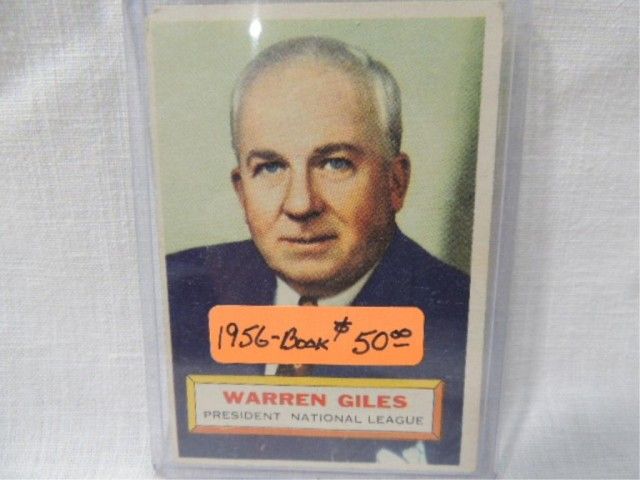 1956-Book $50.00
WARREN GILES
PRESIDENT NATIONAL LEAGUE